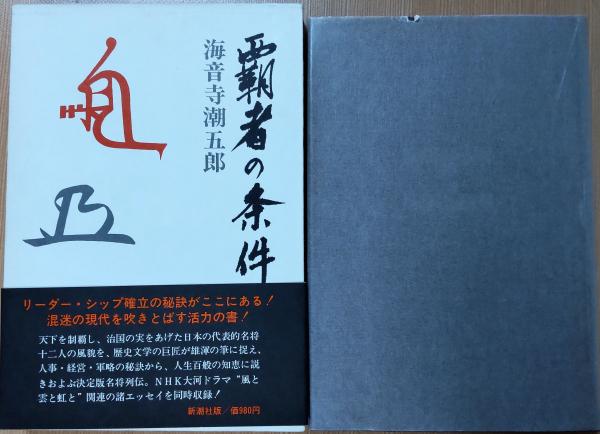 覇者の条件
海音寺潮五郎
リーダー・シップ確立の秘訣がここにある！
混迷の現代を吹きとばす活力の書！
天下を制覇し、治国の実をあげた日本の代表的名将
十二人の風貌を、歴史文学の巨匠が雄渾の筆に捉え、
人事・経営・軍略の秘訣から、人生百般の知恵に説
きおよぶ決定版名将列伝。NHK大河ドラマ“風と
雲と虹と”関連の諸エッセイを同時収録！
新潮社版／価980円